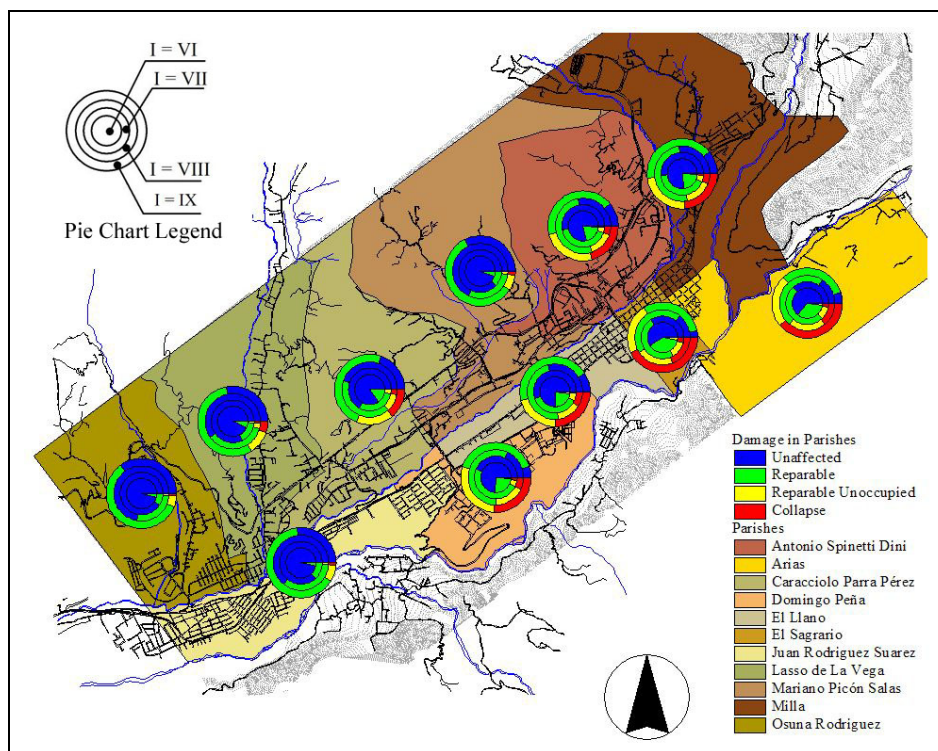 I = VI
I = VII
I = VIII
I = IX
Pie Chart Legend
Damage in Parishes
Unaffected
Reparable
Reparable Unoccupied
Collapse
Parishes
Antonio Spinetti Dini
Arias
Caracciolo Parra Pérez
Domingo Peña
El Llano
El Sagrario
Juan Rodriguez Suarez
Lasso de La Vega
Mariano Picón Salas
Milla
Osuna Rodriguez